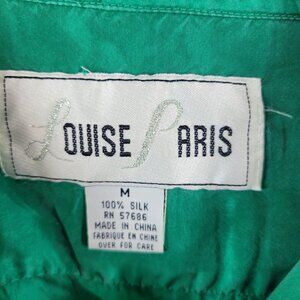 LOUISE PARIS
M
100% SILK
RN 57686
MADE IN CHINA
FABRIQUE EN CHINE
OVER FOR CARE